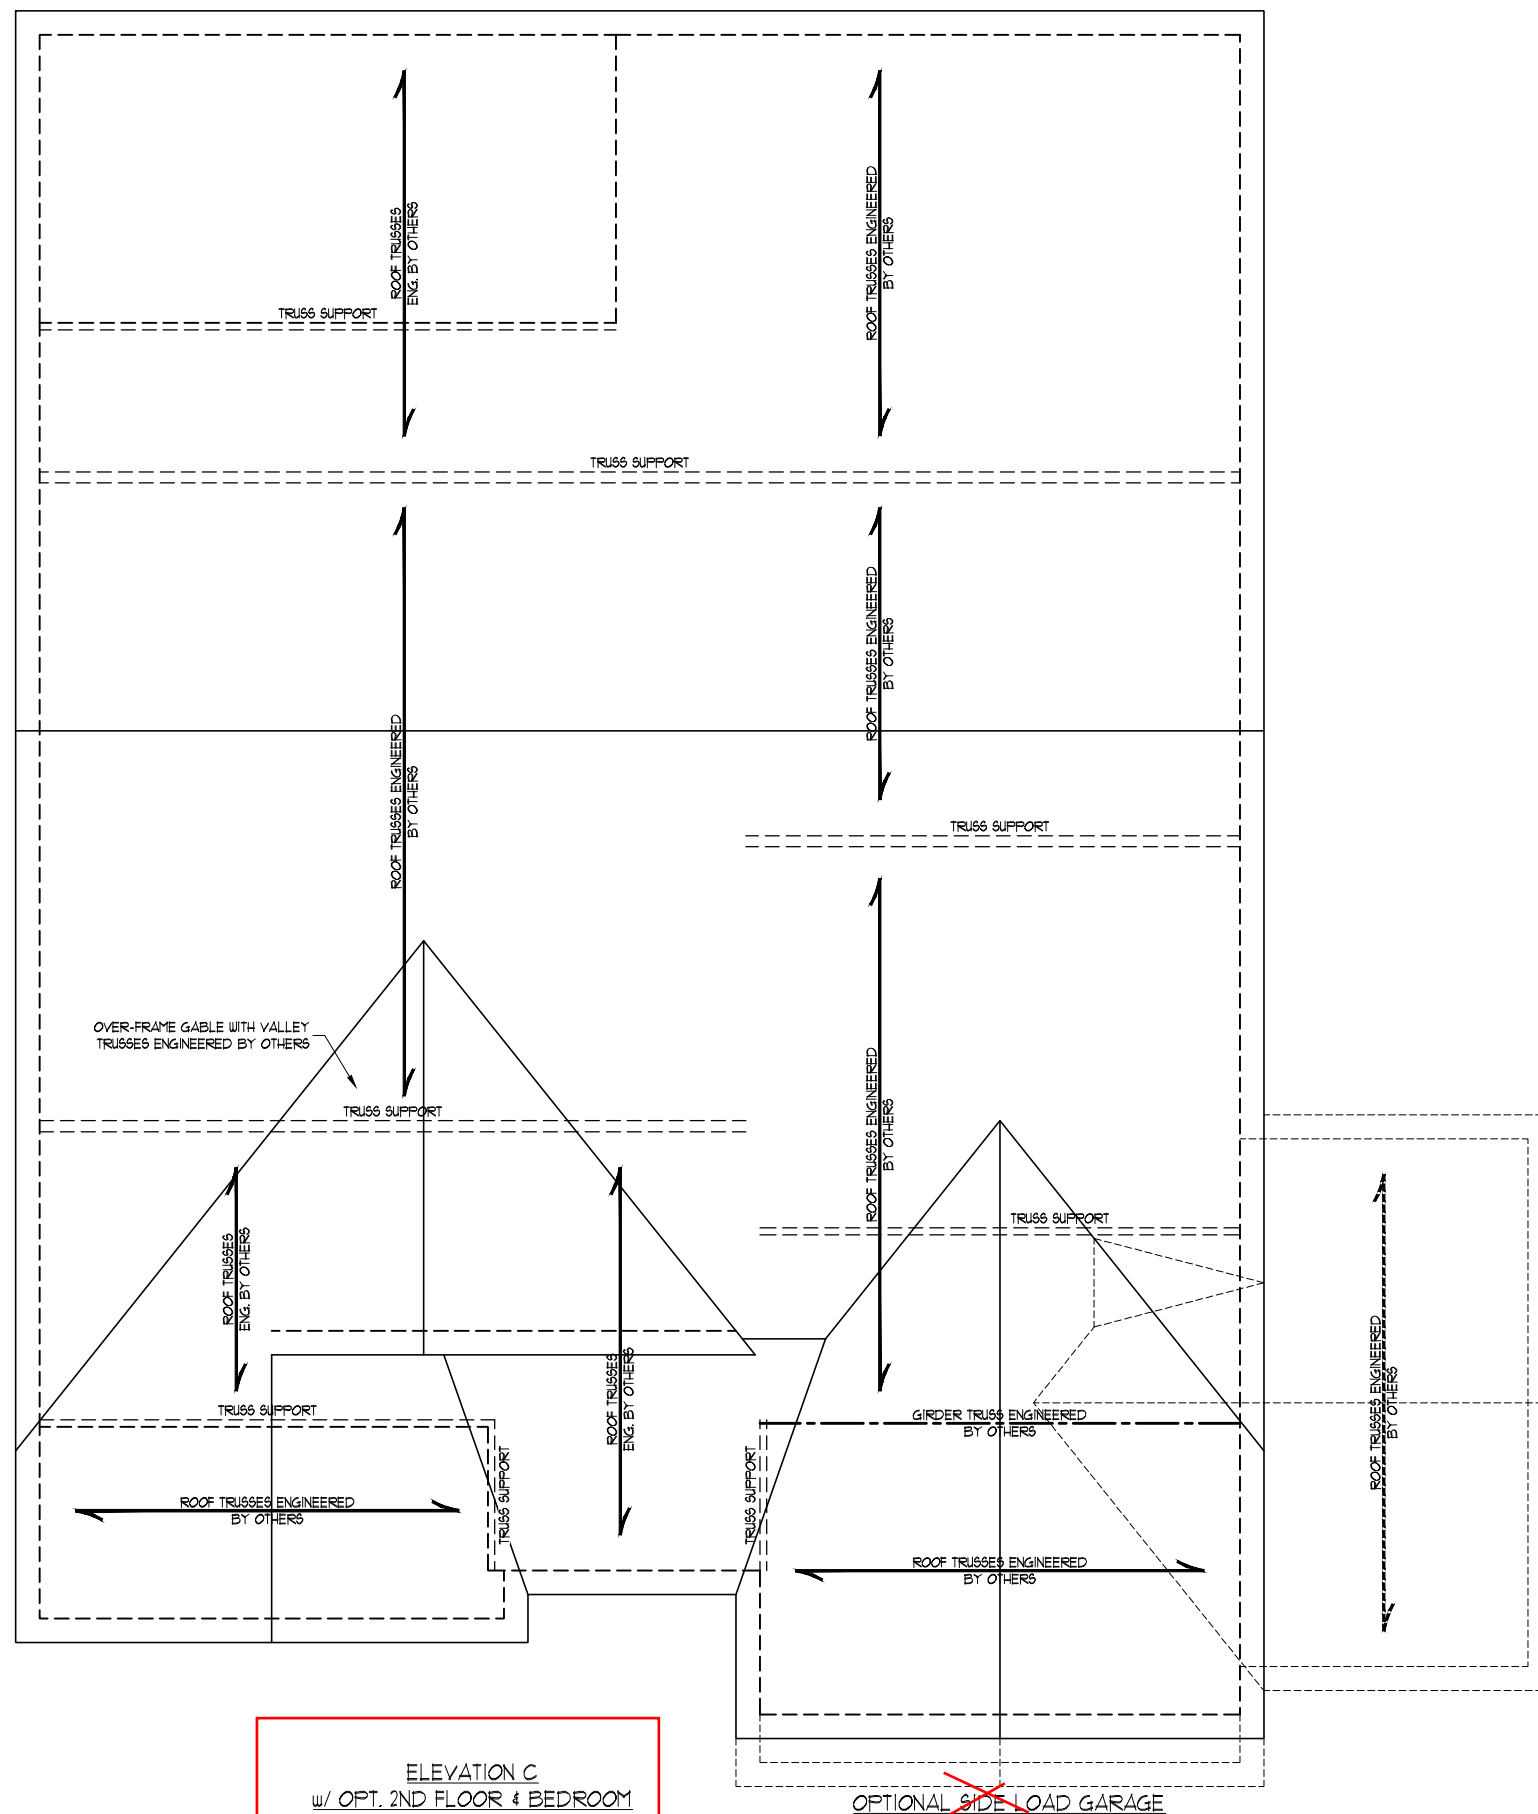 ROOF TRUSSES
ENG. BY OTHERS
ROOF TRUSSES ENGINEERED
BY OTHERS
TRUSS SUPPORT
TRUSS SUPPORT
ROOF TRUSSES ENGINEERED
BY OTHERS
ROOF TRUSSES ENGINEERED
BY OTHERS
TRUSS SUPPORT
OVER-FRAME GABLE WITH VALLEY
TRUSSES ENGINEERED BY OTHERS
TRUSS SUPPORT
ROOF TRUSSES ENGINEERED
BY OTHERS
TRUSS SUPPORT
ROOF TRUSSES
ENG. BY OTHERS
ROOF TRUSSES
ENG. BY OTHERS
ROOF TRUSSES ENGINEERED
BY OTHERS
TRUSS SUPPORT
GIRDER TRUSS ENGINEERED
BY OTHERS
TRUSS SUPPORT
TRUSS SUPPORT
ROOF TRUSSES ENGINEERED
BY OTHERS
ROOF TRUSSES ENGINEERED
BY OTHERS
ELEVATION C
w/ OPT. 2ND FLOOR & BEDROOM
OPTIONAL SIDE LOAD GARAGE